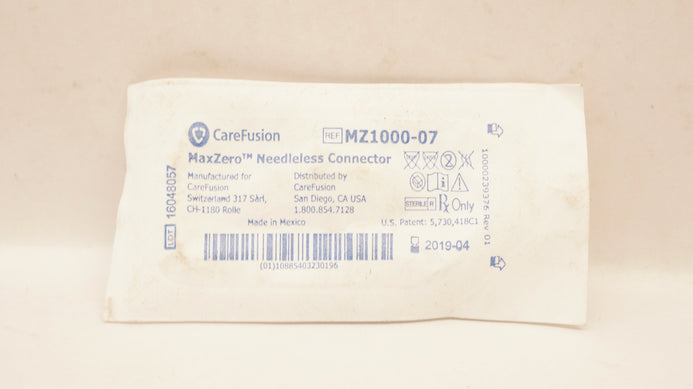 CareFusion
REF MZ1000-07
MaxZero™ Needleless Connector
Manufactured for
CareFusion
Switzerland 317 Sàrl,
CH-1180 Rolle
Distributed by
CareFusion
San Diego, CA USA
1.800.854.7128
2
STERILE R Rx Only
Made in Mexico
U.S. Patent: 5,730,418C1
(01)10885403230196
2019-04
LOT 16048057
10000239376 Rev 01